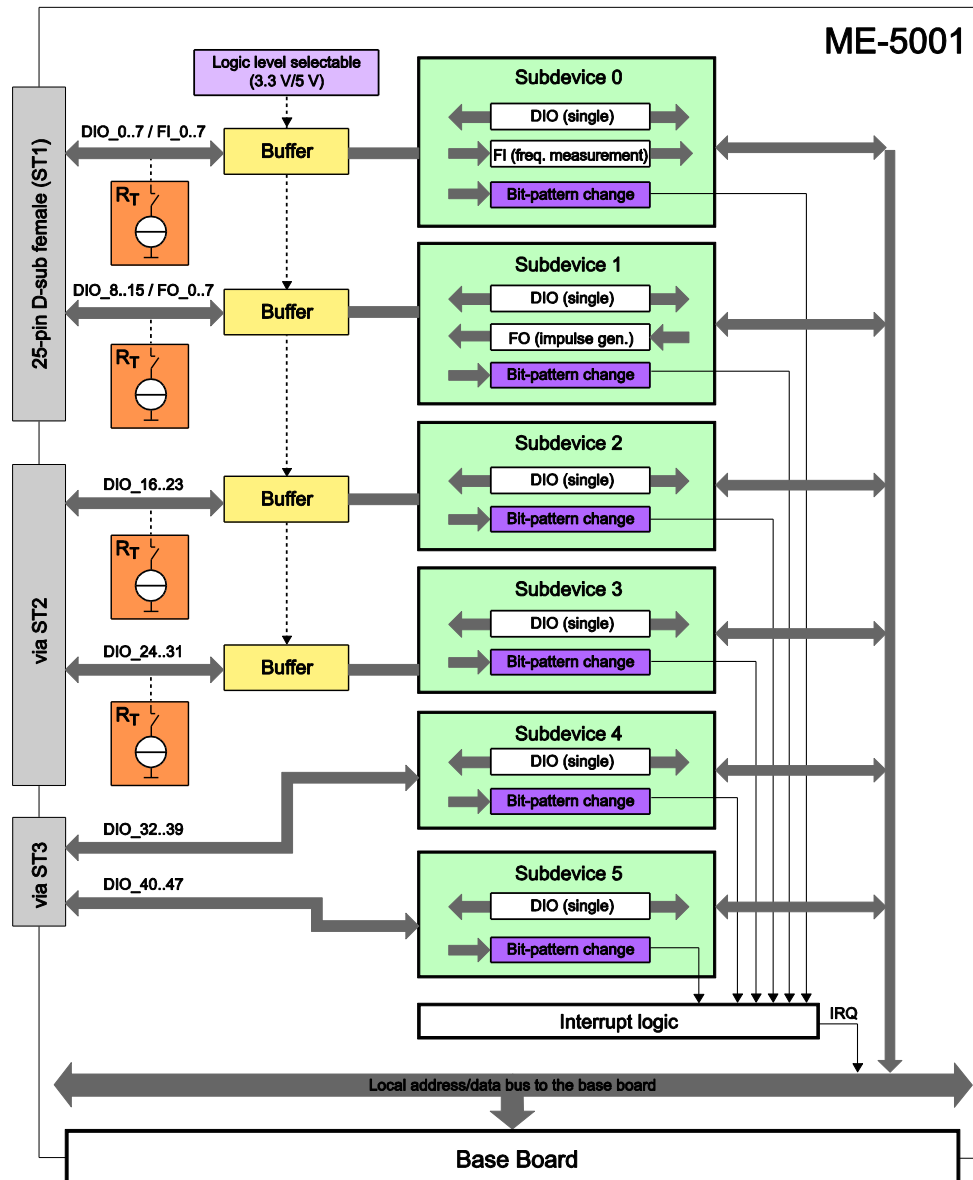 ME-5001
Logic level selectable
(3.3 V/5 V)
25-pin D-sub female (ST1)
DIO_0..7 / FI_0..7
Buffer
RT
Subdevice 0
DIO (single)
FI (freq. measurement)
Bit-pattern change
DIO_8..15 / FO_0..7
Buffer
RT
Subdevice 1
DIO (single)
FO (impulse gen.)
Bit-pattern change
via ST2
DIO_16..23
Buffer
RT
Subdevice 2
DIO (single)
Bit-pattern change
DIO_24..31
Buffer
RT
Subdevice 3
DIO (single)
Bit-pattern change
Subdevice 4
DIO (single)
Bit-pattern change
via ST3
DIO_32..39
DIO_40..47
Subdevice 5
DIO (single)
Bit-pattern change
Interrupt logic
IRQ
Local address/data bus to the base board
Base Board